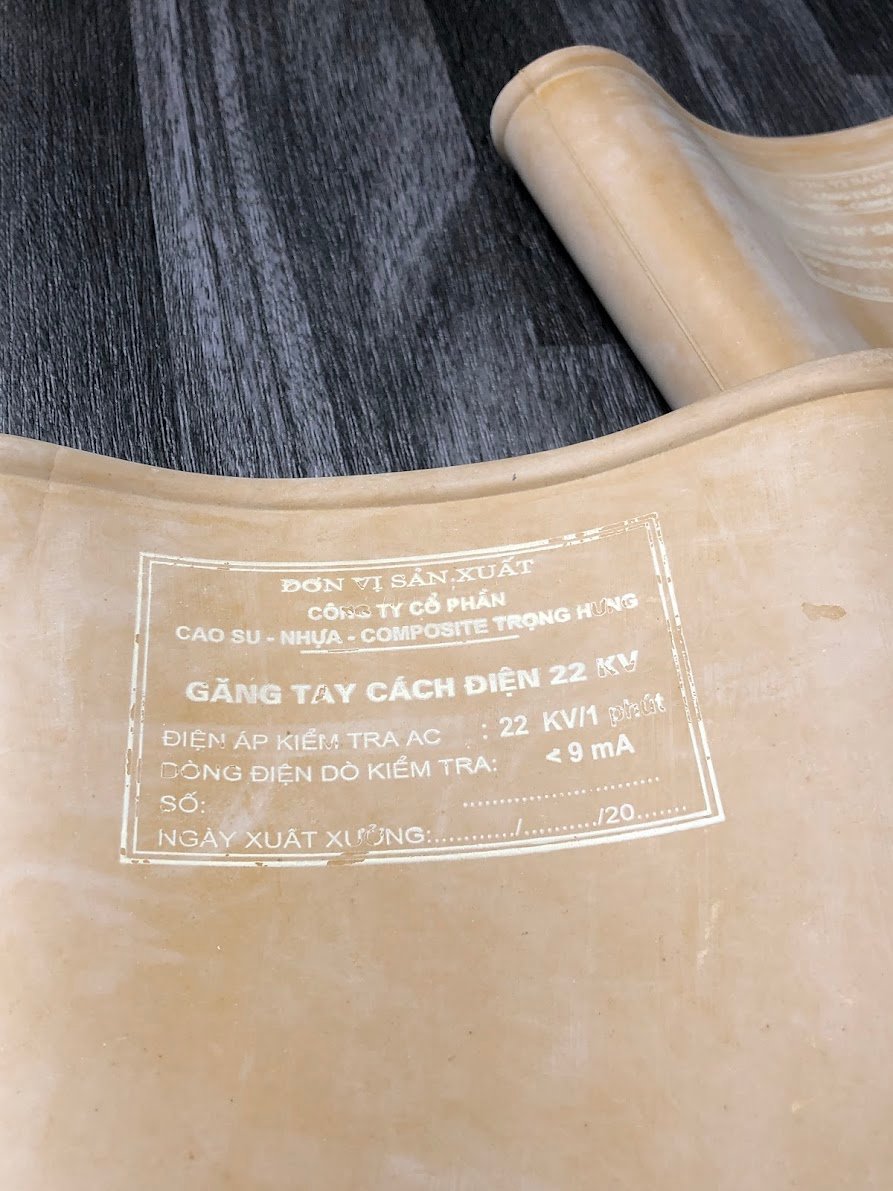 ĐƠN VỊ SẢN XUẤT
CÔNG TY CỔ PHẦN
CAO SU - NHỰA - COMPOSITE TRỌNG HƯNG
GĂNG TAY CÁCH ĐIỆN 22 KV
ĐIỆN ÁP KIỂM TRA AC : 22 KV/1 phút
DÒNG ĐIỆN DÒ KIỂM TRA: < 9 mA
SỐ: ............................
NGÀY XUẤT XƯỞNG:.........../........../20.......
TAY